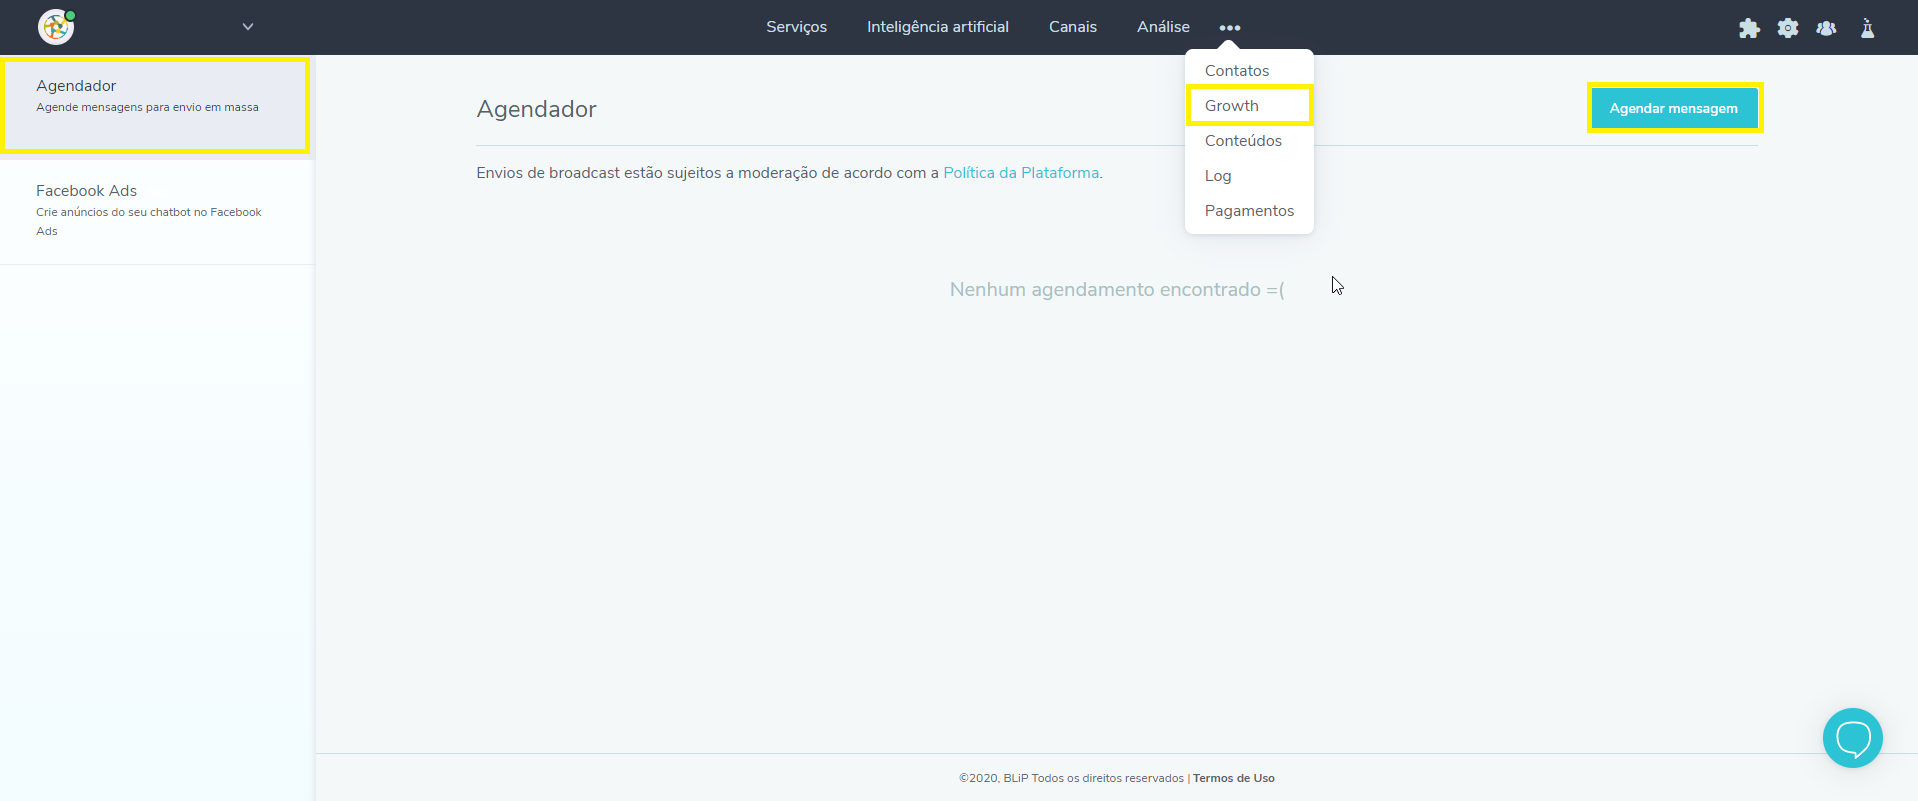 Serviços
Inteligência artificial
Canais
Análise
Contatos
Growth
Conteúdos
Log
Pagamentos
Agendador
Agende mensagens para envio em massa
Facebook Ads
Crie anúncios do seu chatbot no Facebook
Ads
Agendador
Agendar mensagem
Envios de broadcast estão sujeitos a moderação de acordo com a Política da Plataforma.
Nenhum agendamento encontrado =(
©2020, BLiP Todos os direitos reservados | Termos de Uso